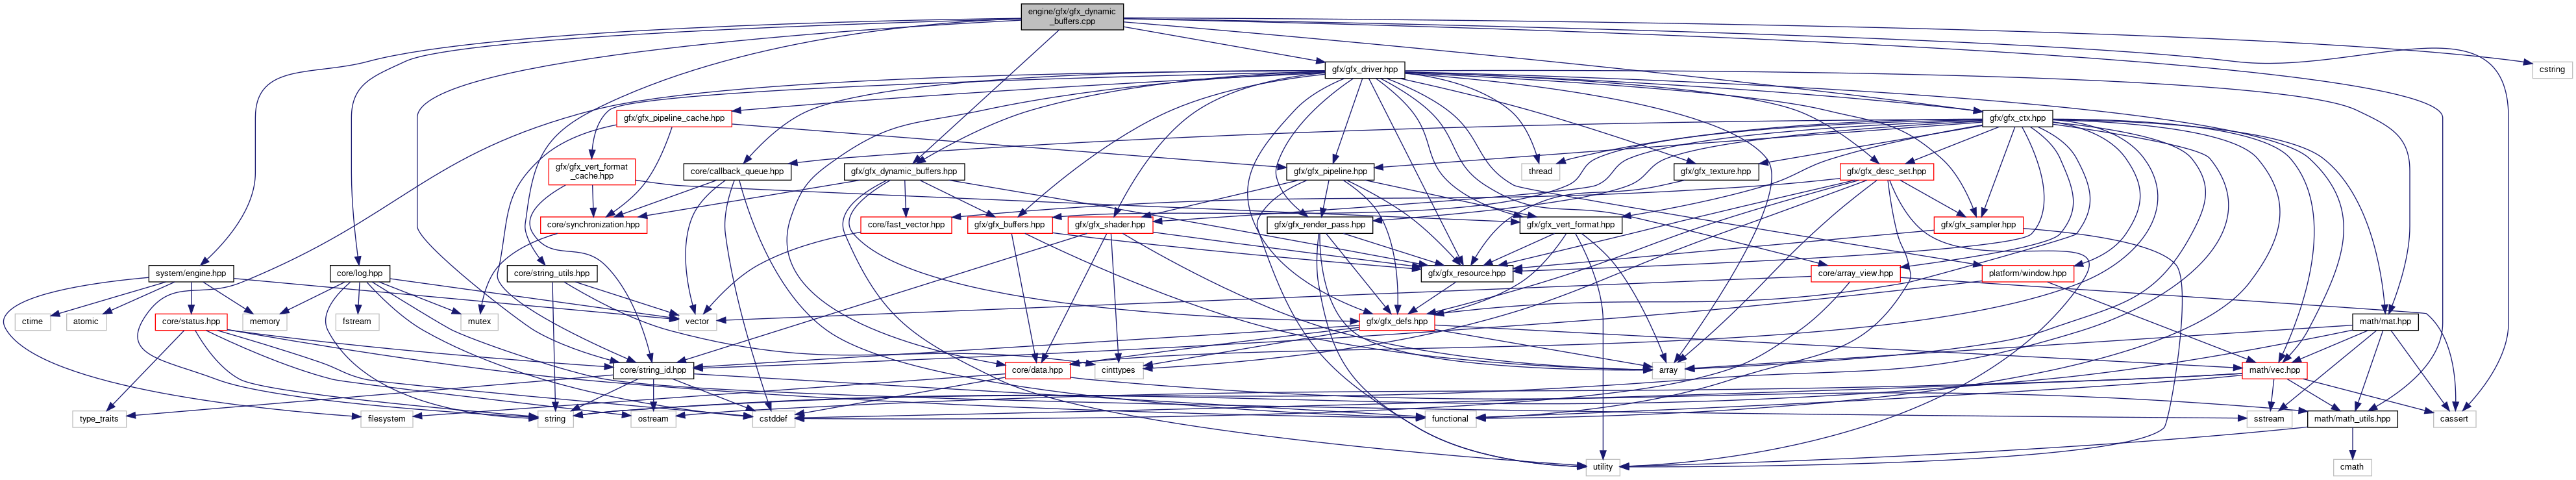 engine/gfx/gfx_dynamic
_buffers.cpp
gfx/gfx_driver.hpp
cstring
gfx/gfx_pipeline_cache.hpp
gfx/gfx_ctx.hpp
gfx/gfx_vert_format
_cache.hpp
core/callback_queue.hpp
gfx/gfx_dynamic_buffers.hpp
gfx/gfx_pipeline.hpp
thread
gfx/gfx_texture.hpp
gfx/gfx_desc_set.hpp
core/synchronization.hpp
core/fast_vector.hpp
gfx/gfx_buffers.hpp
gfx/gfx_shader.hpp
gfx/gfx_render_pass.hpp
gfx/gfx_vert_format.hpp
gfx/gfx_sampler.hpp
system/engine.hpp
core/log.hpp
core/string_utils.hpp
gfx/gfx_resource.hpp
core/array_view.hpp
platform/window.hpp
ctime
atomic
core/status.hpp
memory
fstream
mutex
vector
gfx/gfx_defs.hpp
math/mat.hpp
core/string_id.hpp
core/data.hpp
cinttypes
array
math/vec.hpp
type_traits
filesystem
string
ostream
cstddef
functional
sstream
math/math_utils.hpp
cassert
utility
cmath